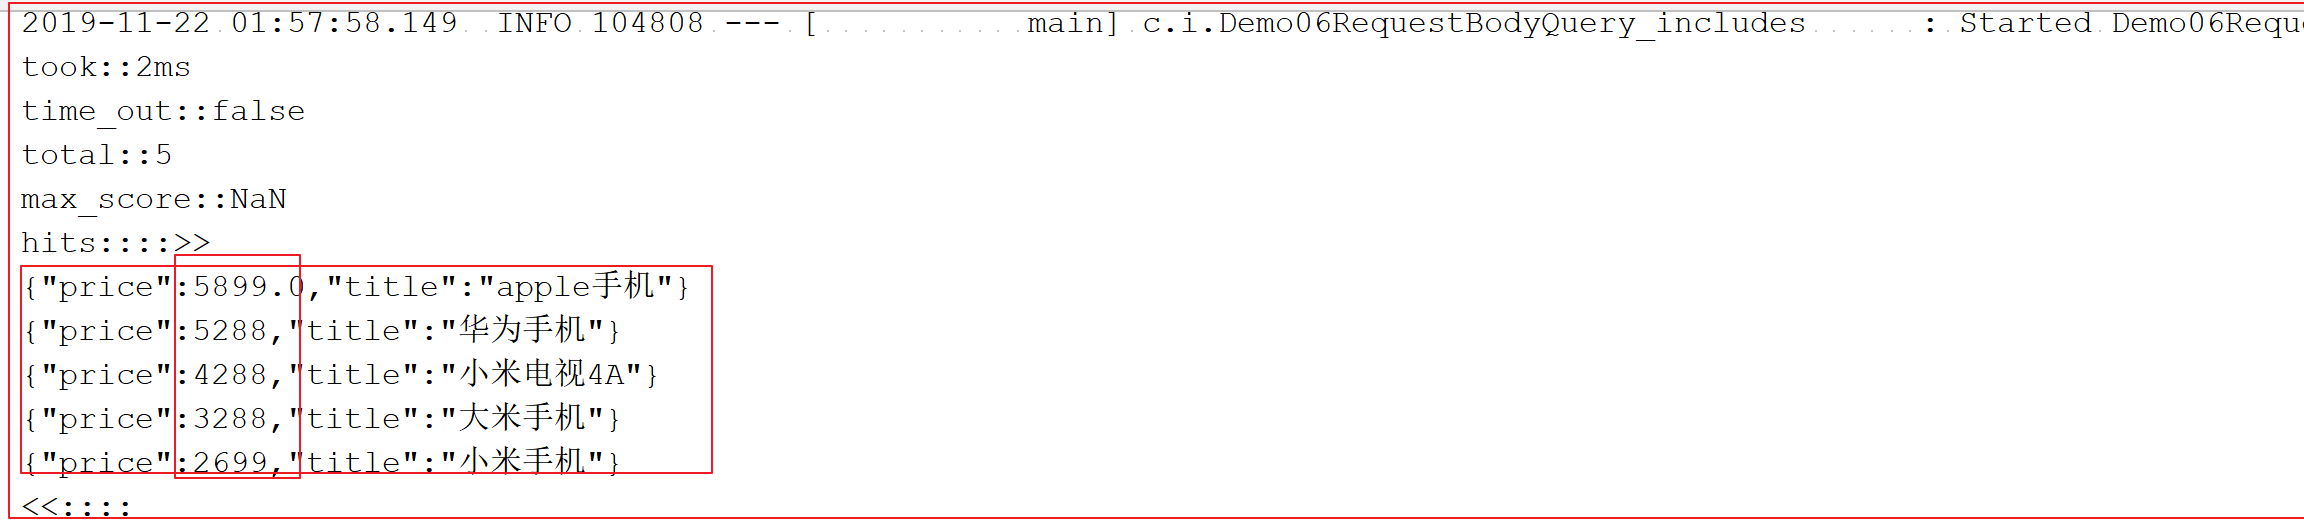 2019-11-22 01:57:58.149  INFO 104808 --- [           main] c.i.Demo06RequestBodyQuery_includes      : Started Demo06Reque
took::2ms
time_out::false
total::5
max_score::NaN
hits::::>>
{"price":5899.0,"title":"apple手机"}
{"price":5288,"title":"华为手机"}
{"price":4288,"title":"小米电视4A"}
{"price":3288,"title":"大米手机"}
{"price":2699,"title":"小米手机"}
<<::::